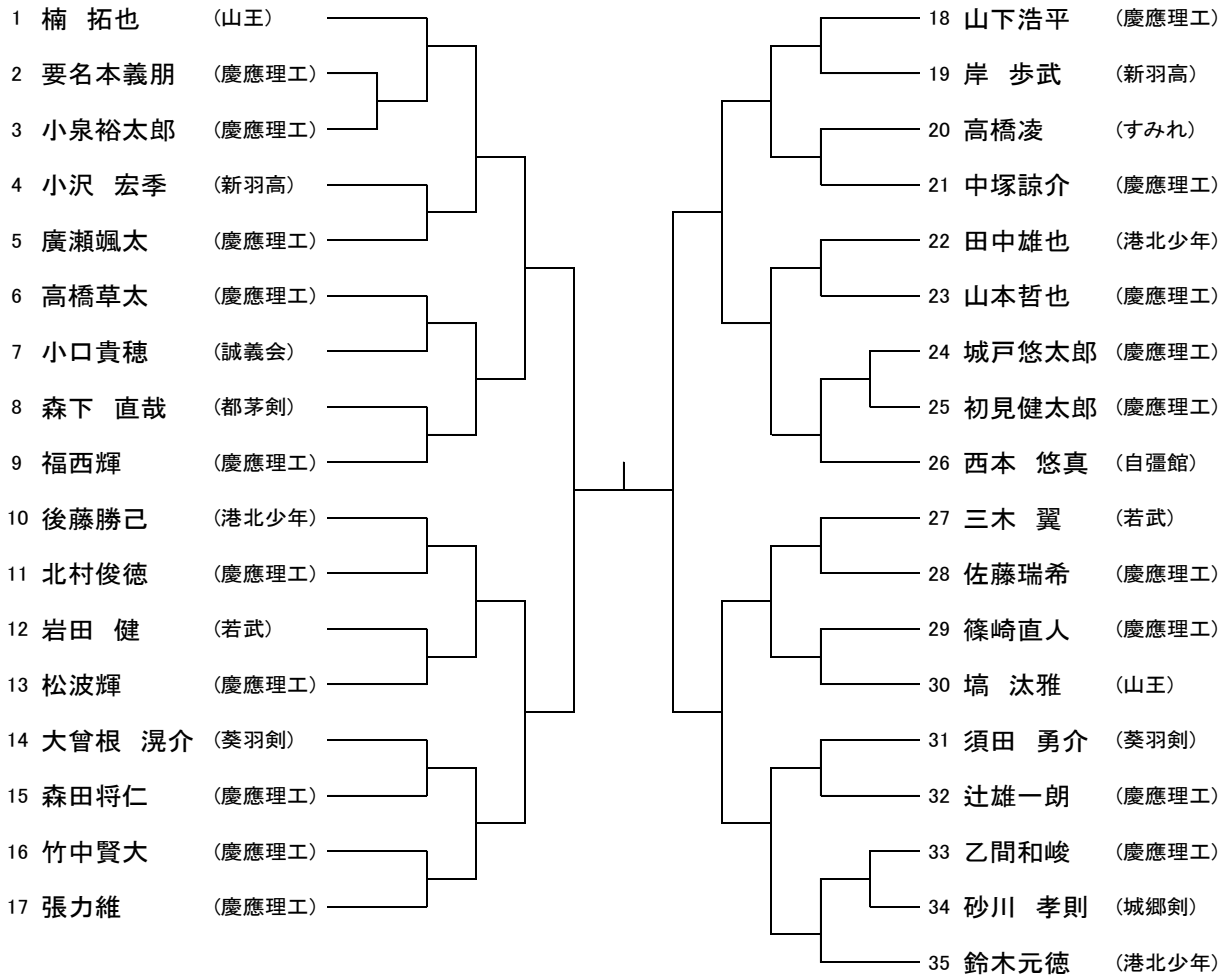 1 楠 拓也 (山王)
2 要名本義朋 (慶應理工)
3 小泉裕太郎 (慶應理工)
4 小沢 宏季 (新羽高)
5 廣瀬颯太 (慶應理工)
6 高橋草太 (慶應理工)
7 小口貴穂 (誠義会)
8 森下 直哉 (都茅剣)
9 福西輝 (慶應理工)
10 後藤勝己 (港北少年)
11 北村俊徳 (慶應理工)
12 岩田 健 (若武)
13 松波輝 (慶應理工)
14 大曾根 滉介 (葵羽剣)
15 森田将仁 (慶應理工)
16 竹中賢大 (慶應理工)
17 張力維 (慶應理工)
18 山下浩平 (慶應理工)
19 岸 歩武 (新羽高)
20 高橋凌 (すみれ)
21 中塚諒介 (慶應理工)
22 田中雄也 (港北少年)
23 山本哲也 (慶應理工)
24 城戸悠太郎 (慶應理工)
25 初見健太郎 (慶應理工)
26 西本 悠真 (自彊館)
27 三木 翼 (若武)
28 佐藤瑞希 (慶應理工)
29 篠崎直人 (慶應理工)
30 塙 汰雅 (山王)
31 須田 勇介 (葵羽剣)
32 辻雄一朗 (慶應理工)
33 乙間和峻 (慶應理工)
34 砂川 孝則 (城郷剣)
35 鈴木元徳 (港北少年)